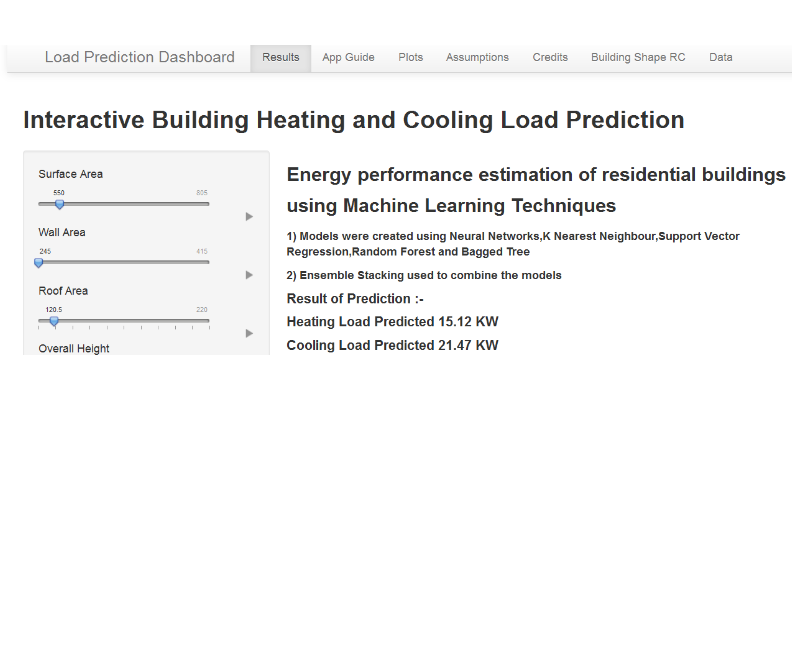 Load Prediction Dashboard Results App Guide Plots Assumptions Credits Building Shape RC Data
Interactive Building Heating and Cooling Load Prediction
Surface Area
550 805
Wall Area
245 415
Roof Area
120.5 220
Overall Height
Energy performance estimation of residential buildings
using Machine Learning Techniques
1) Models were created using Neural Networks,K Nearest Neighbour,Support Vector
Regression,Random Forest and Bagged Tree
2) Ensemble Stacking used to combine the models
Result of Prediction :-
Heating Load Predicted 15.12 KW
Cooling Load Predicted 21.47 KW